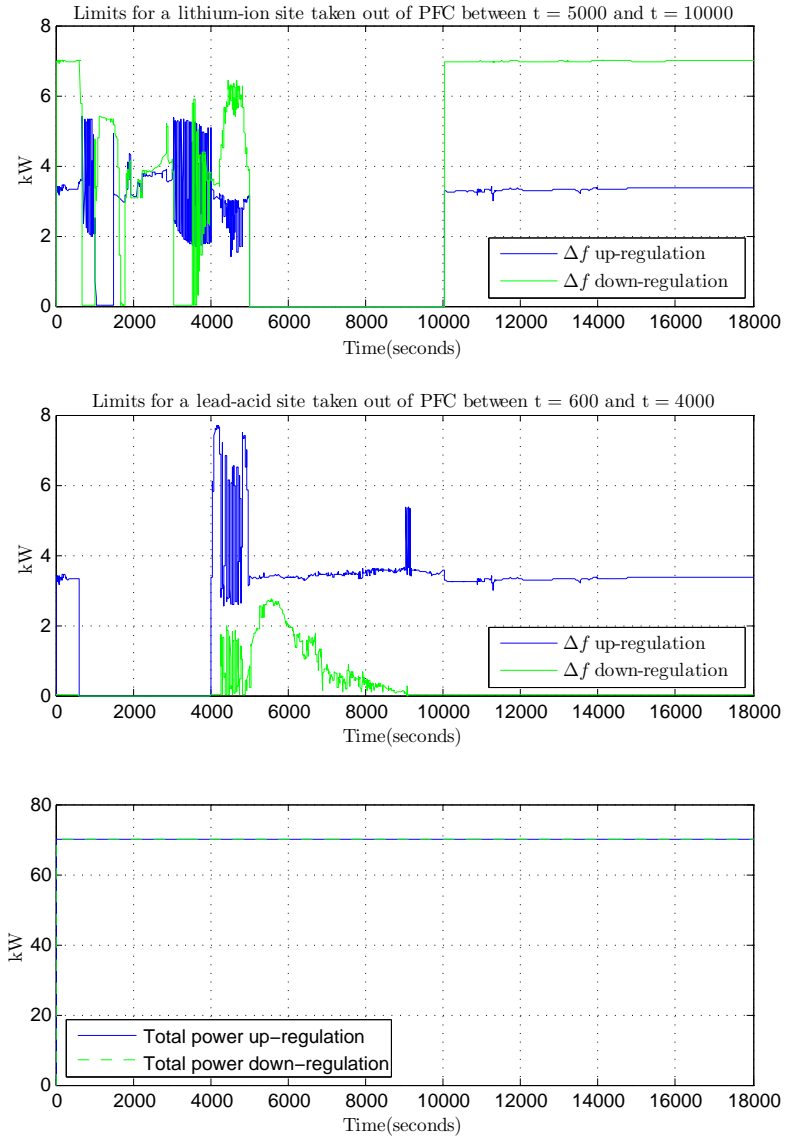 Limits for a lithium-ion site taken out of PFC between t = 5000 and t = 10000
8
6
4
2
0
kW
Δf up-regulation
Δf down-regulation
0 2000 4000 6000 8000 10000 12000 14000 16000 18000
Time(seconds)
Limits for a lead-acid site taken out of PFC between t = 600 and t = 4000
8
6
4
2
0
kW
Δf up-regulation
Δf down-regulation
0 2000 4000 6000 8000 10000 12000 14000 16000 18000
Time(seconds)
80
60
40
20
0
kW
Total power up−regulation
Total power down−regulation
0 2000 4000 6000 8000 10000 12000 14000 16000 18000
Time(seconds)